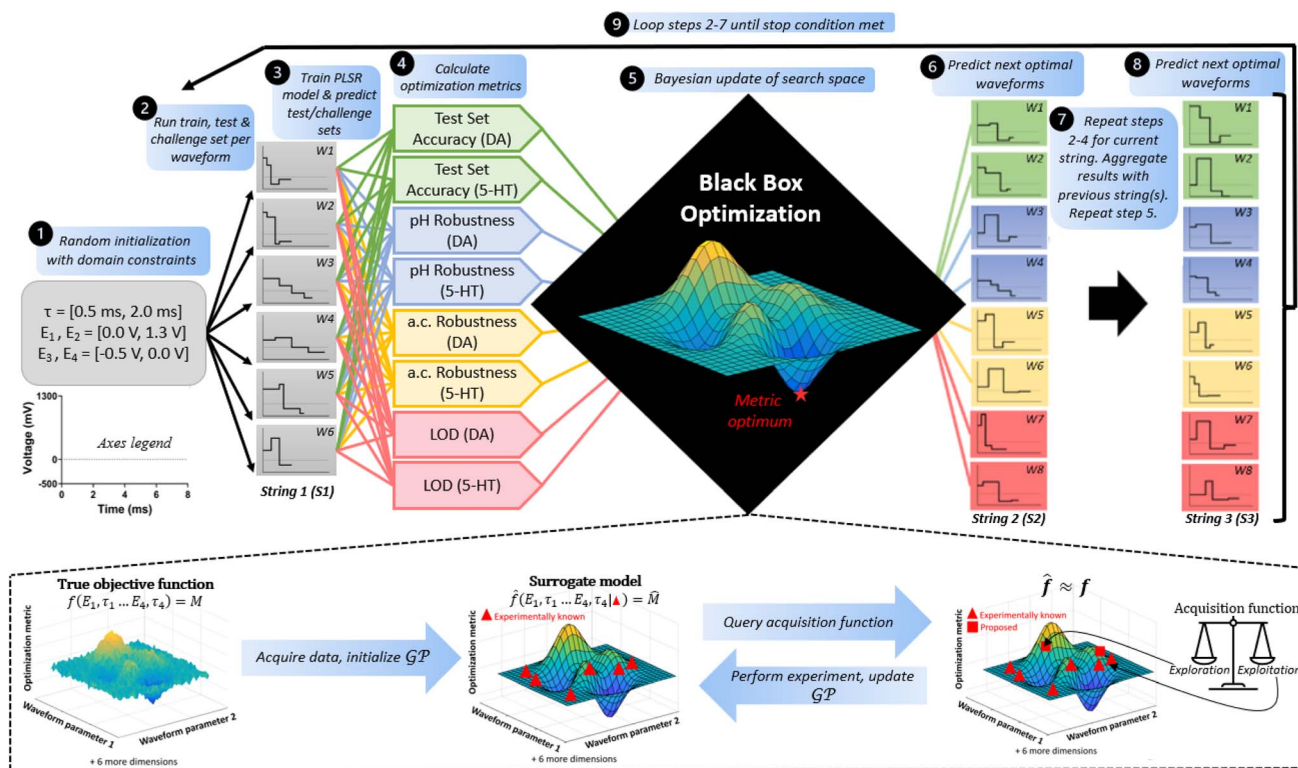 9 Loop steps 2-7 until stop condition met
1 Random initialization
with domain constraints
τ = [0.5 ms, 2.0 ms]
E₁ , E₂ = [0.0 V, 1.3 V]
E₃ , E₄ = [-0.5 V, 0.0 V]
1300
0
-500
Voltage (mV)
Axes legend
0 2 4 6 8
Time (ms)
2
Run train, test &
challenge set per
waveform
3 Train PLSR
model & predict
test/challenge
sets
W1
W2
W3
W4
W5
W6
String 1 (S1)
4 Calculate
optimization metrics
Test Set
Accuracy (DA)
Test Set
Accuracy (5-HT)
pH Robustness
(DA)
pH Robustness
(5-HT)
a.c. Robustness
(DA)
a.c. Robustness
(5-HT)
LOD (DA)
LOD (5-HT)
5 Bayesian update of search space
Black Box
Optimization
Metric
optimum
6 Predict next optimal
waveforms
W1
W2
W3
W4
W5
W6
W7
W8
String 2 (S2)
7 Repeat steps
2-4 for current
string. Aggregate
results with
previous string(s).
Repeat step 5.
8 Predict next optimal
waveforms
W1
W2
W3
W4
W5
W6
W7
W8
String 3 (S3)
True objective function
f(E₁, τ₁ … E₄, τ₄) = M
Optimization metric
Waveform parameter 1
Waveform parameter 2
+ 6 more dimensions
Acquire data, initialize 𝒢𝒫
Surrogate model
f̂(E₁, τ₁ … E₄, τ₄|▲) = M̂
▲ Experimentally known
Optimization metric
Waveform parameter 1
Waveform parameter 2
+ 6 more dimensions
Query acquisition function
Perform experiment, update
𝒢𝒫
f̂ ≈ f
▲ Experimentally known
■ Proposed
Optimization metric
Waveform parameter 1
Waveform parameter 2
+ 6 more dimensions
Acquisition function
Exploration
Exploitation